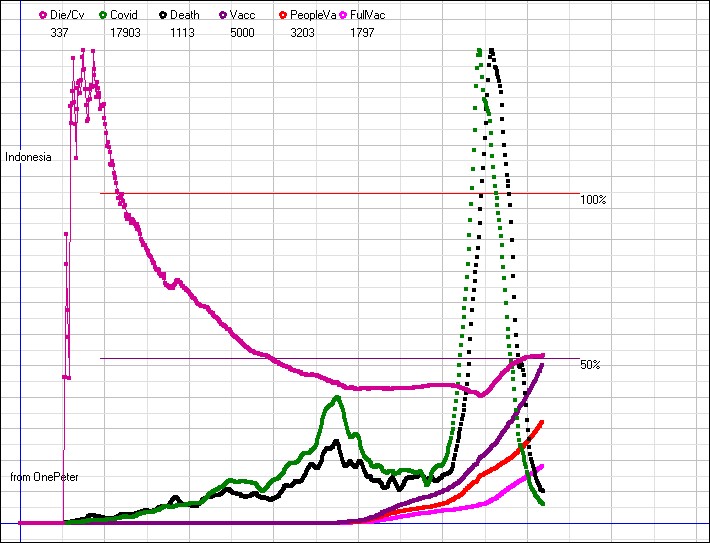 Die/Cv Covid Death Vacc PeopleVa FullVac
337 17903 1113 5000 3203 1797
Indonesia
100%
50%
from OnePeter